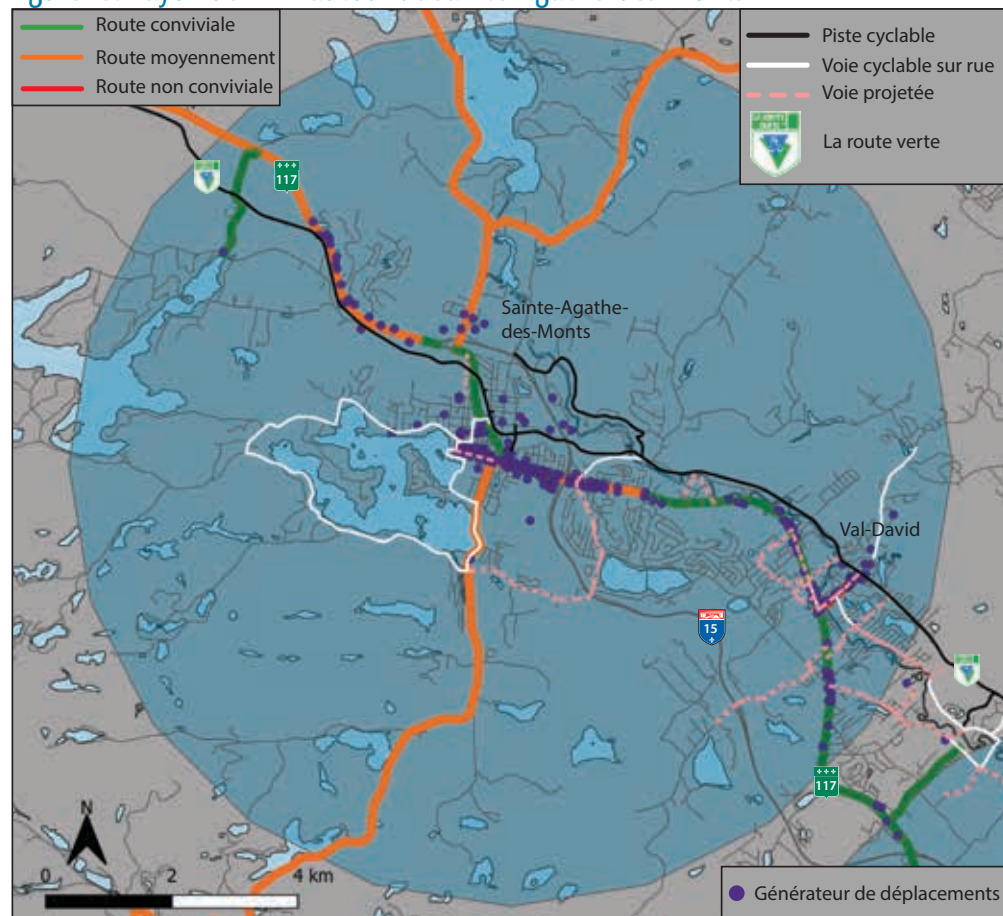 Route conviviale
Route moyennement
Route non conviviale
Piste cyclable
Voie cyclable sur rue
Voie projetée
La route verte
117
Sainte-Agathe-
des-Monts
Val-David
15
117
N
0 2 4 km
Générateur de déplacements